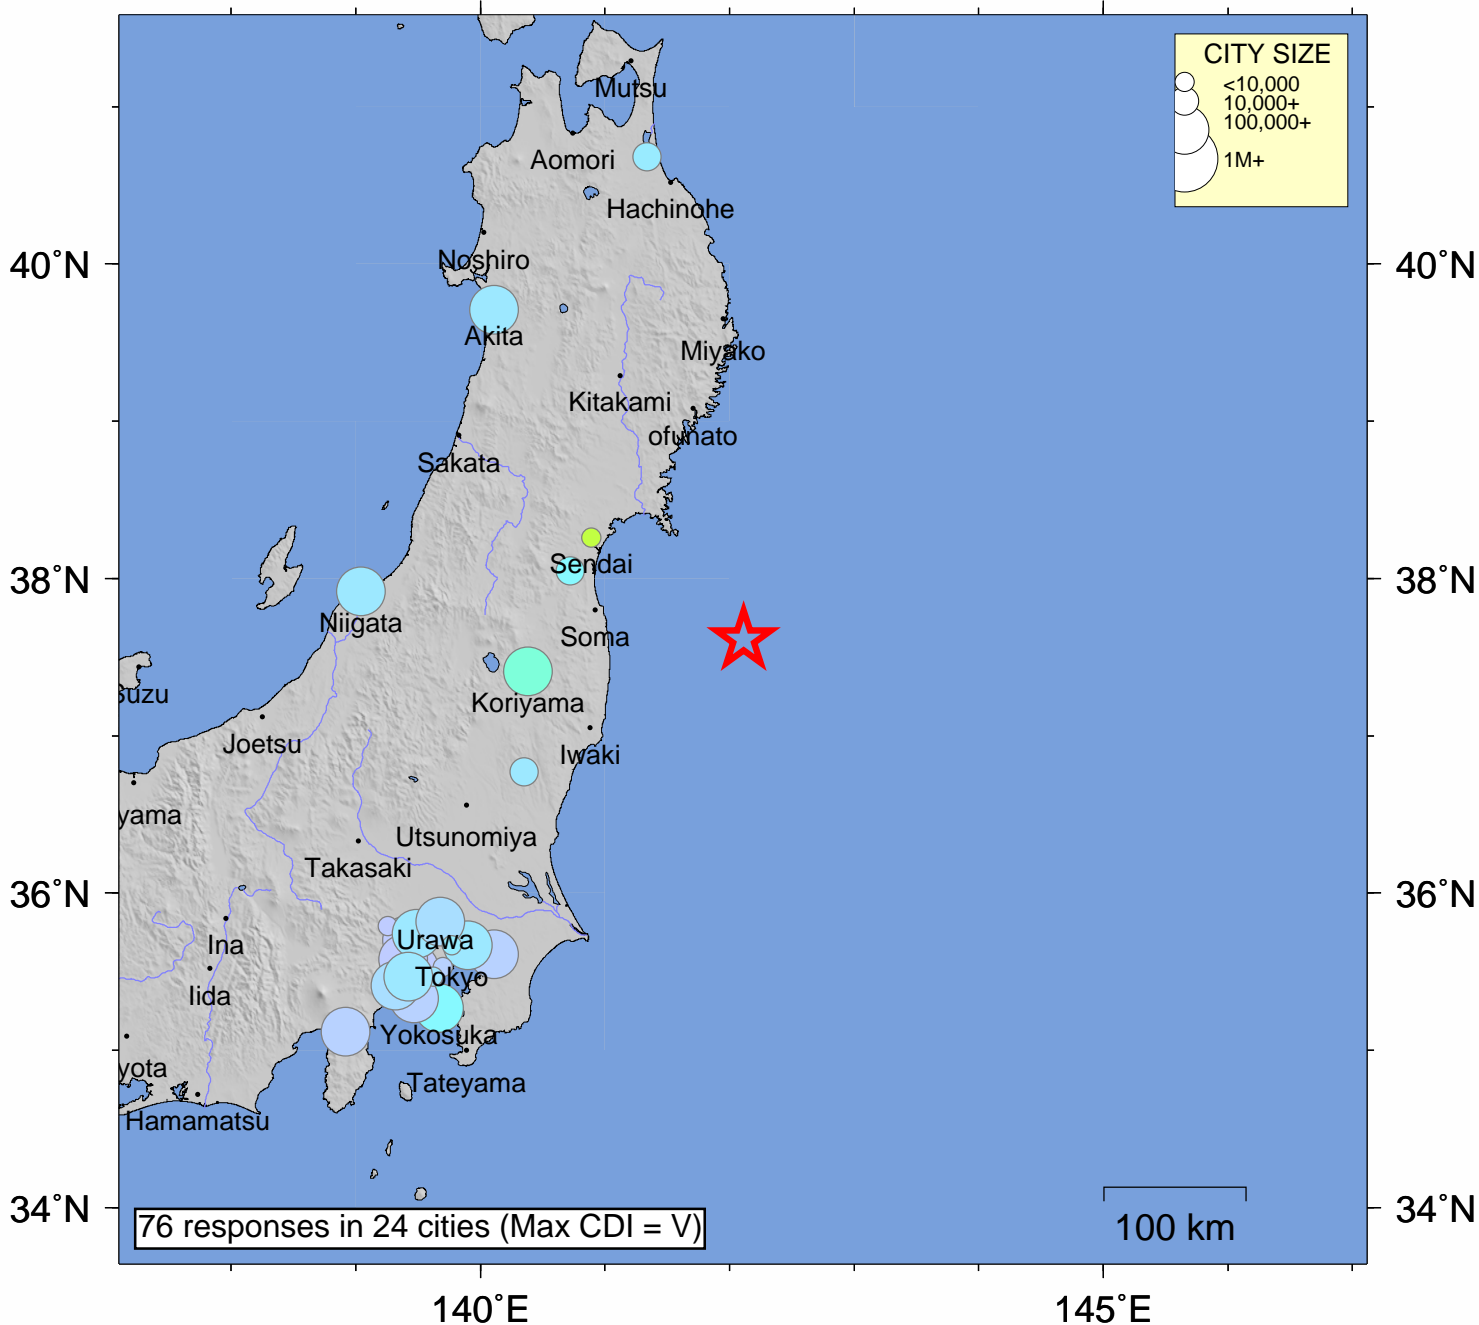 CITY SIZE
<10,000
10,000+
100,000+
1M+
Mutsu
Aomori
Hachinohe
40˚N
40˚N
Noshiro
Akita
Miyako
Kitakami
ofunato
Sakata
Sendai
38˚N
38˚N
Niigata
Soma
Suzu
Koriyama
Joetsu
Iwaki
yama
Utsunomiya
Takasaki
36˚N
36˚N
Urawa
Ina
Tokyo
Iida
Yokosuka
yota
Tateyama
Hamamatsu
34˚N
34˚N
76 responses in 24 cities (Max CDI = V)
100 km
140˚E
145˚E